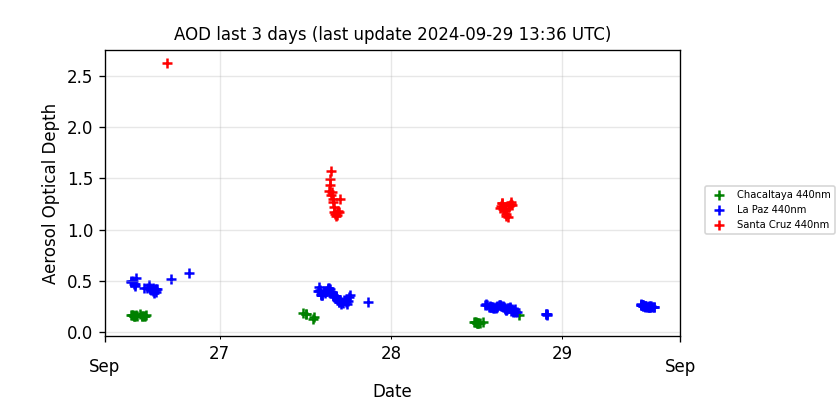 AOD last 3 days (last update 2024-09-29 13:36 UTC)
Aerosol Optical Depth
2.5
2.0
1.5
1.0
0.5
0.0
27
28
29
Sep
Sep
Date
Chacaltaya 440nm
La Paz 440nm
Santa Cruz 440nm